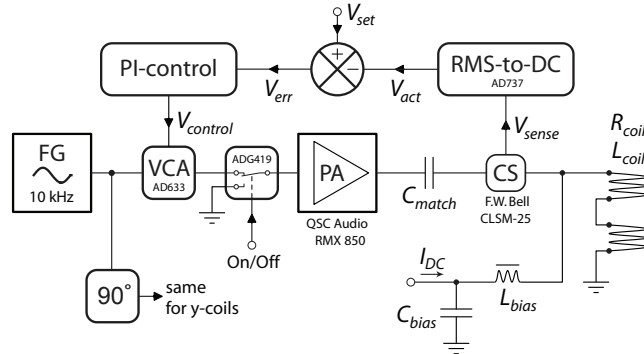 V_set
+
−
PI-control
RMS-to-DC
AD737
V_err
V_act
V_control
V_sense
R_coil
L_coil
FG
10 kHz
VCA
AD633
ADG419
PA
C_match
CS
QSC Audio
RMX 850
F.W. Bell
CLSM-25
On/Off
I_DC
90°
same
for y-coils
L_bias
C_bias